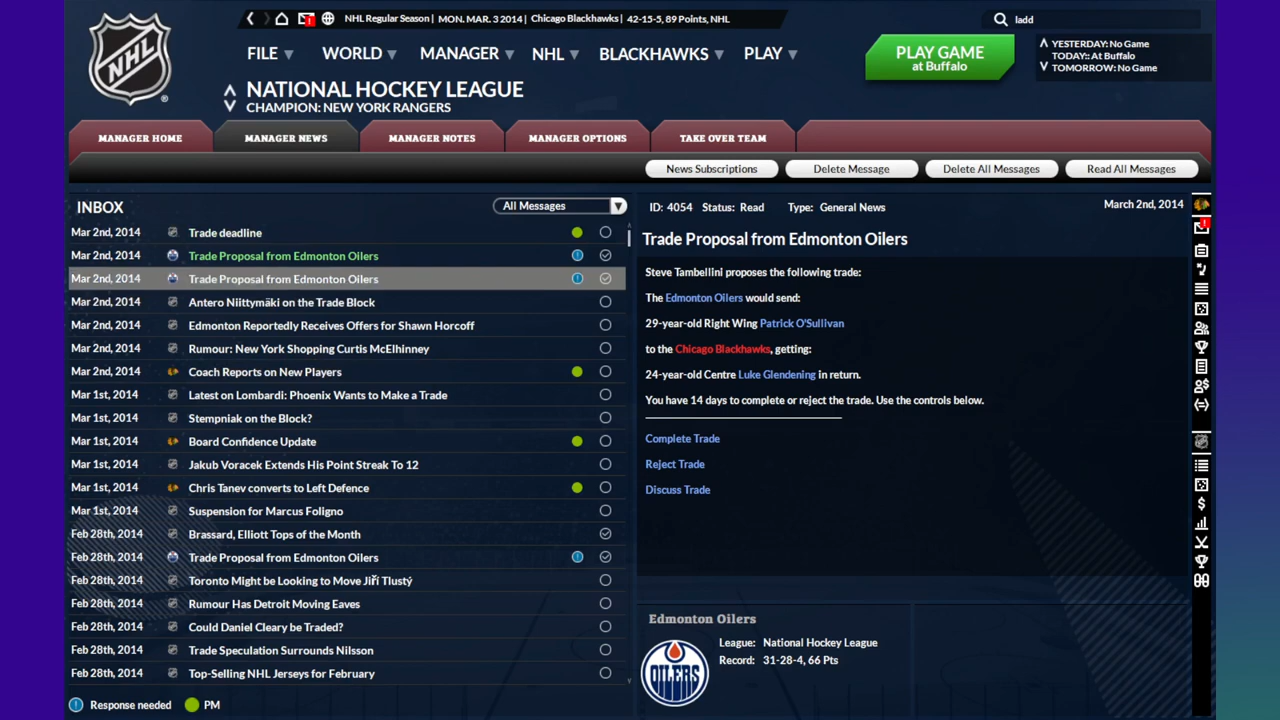 NHL Regular Season | MON. MAR. 3 2014 | Chicago Blackhawks | 42-15-5, 89 Points, NHL
ladd
FILE WORLD MANAGER NHL BLACKHAWKS PLAY
PLAY GAME
at Buffalo
YESTERDAY: No Game
TODAY:: At Buffalo
TOMORROW: No Game
NHL
NATIONAL HOCKEY LEAGUE
CHAMPION: NEW YORK RANGERS
MANAGER HOME MANAGER NEWS MANAGER NOTES MANAGER OPTIONS TAKE OVER TEAM
News Subscriptions Delete Message Delete All Messages Read All Messages
INBOX All Messages
Mar 2nd, 2014 Trade deadline
Mar 2nd, 2014 Trade Proposal from Edmonton Oilers
Mar 2nd, 2014 Trade Proposal from Edmonton Oilers
Mar 2nd, 2014 Antero Niittymäki on the Trade Block
Mar 2nd, 2014 Edmonton Reportedly Receives Offers for Shawn Horcoff
Mar 2nd, 2014 Rumour: New York Shopping Curtis McElhinney
Mar 2nd, 2014 Coach Reports on New Players
Mar 1st, 2014 Latest on Lombardi: Phoenix Wants to Make a Trade
Mar 1st, 2014 Stempniak on the Block?
Mar 1st, 2014 Board Confidence Update
Mar 1st, 2014 Jakub Voracek Extends His Point Streak To 12
Mar 1st, 2014 Chris Tanev converts to Left Defence
Mar 1st, 2014 Suspension for Marcus Foligno
Feb 28th, 2014 Brassard, Elliott Tops of the Month
Feb 28th, 2014 Trade Proposal from Edmonton Oilers
Feb 28th, 2014 Toronto Might be Looking to Move Jiří Tlustý
Feb 28th, 2014 Rumour Has Detroit Moving Eaves
Feb 28th, 2014 Could Daniel Cleary be Traded?
Feb 28th, 2014 Trade Speculation Surrounds Nilsson
Feb 28th, 2014 Top-Selling NHL Jerseys for February
Response needed PM
ID: 4054 Status: Read Type: General News March 2nd, 2014
Trade Proposal from Edmonton Oilers
Steve Tambellini proposes the following trade:
The Edmonton Oilers would send:
29-year-old Right Wing Patrick O'Sullivan
to the Chicago Blackhawks, getting:
24-year-old Centre Luke Glendening in return.
You have 14 days to complete or reject the trade. Use the controls below.
Complete Trade
Reject Trade
Discuss Trade
Edmonton Oilers
League: National Hockey League
Record: 31-28-4, 66 Pts
OILERS